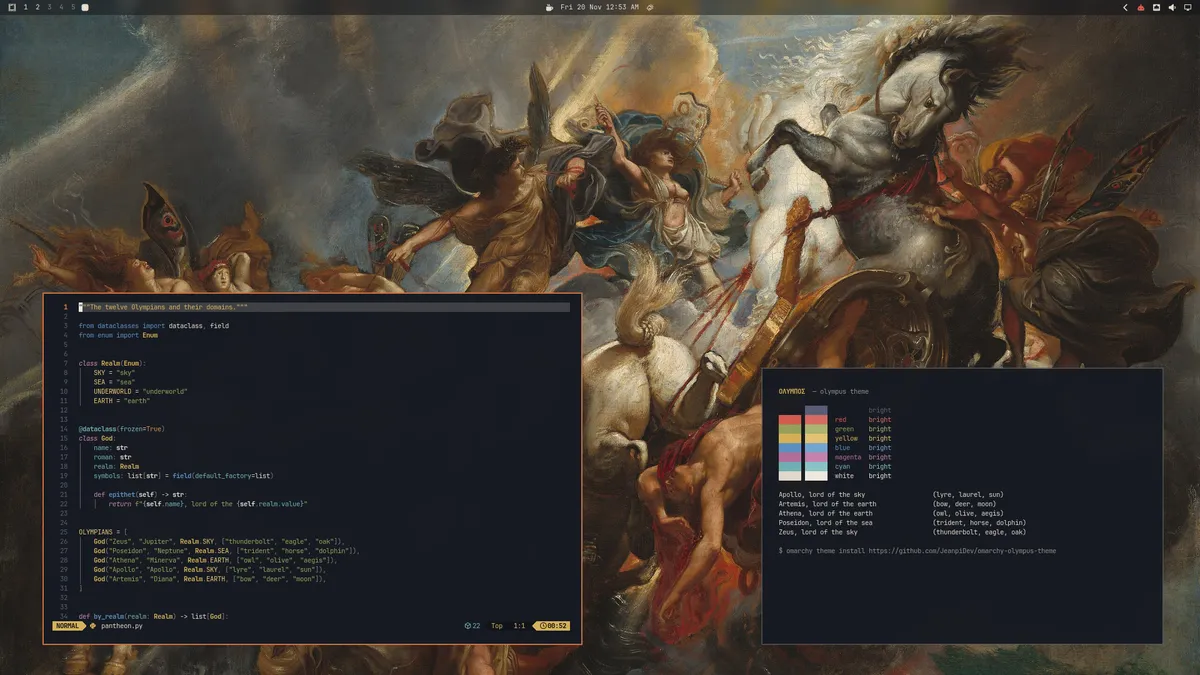 1 2 3 4 5
Fri 20 Nov 12:53 AM
1 """The twelve Olympians and their domains."""
2
3 from dataclasses import dataclass, field
4 from enum import Enum
5
6
7 class Realm(Enum):
8 SKY = "sky"
9 SEA = "sea"
10 UNDERWORLD = "underworld"
11 EARTH = "earth"
12
13
14 @dataclass(frozen=True)
15 class God:
16 name: str
17 roman: str
18 realm: Realm
19 symbols: list[str] = field(default_factory=list)
20
21 def epithet(self) -> str:
22 return f"{self.name}, lord of the {self.realm.value}"
23
24
25 OLYMPIANS = [
26 God("Zeus", "Jupiter", Realm.SKY, ["thunderbolt", "eagle", "oak"]),
27 God("Poseidon", "Neptune", Realm.SEA, ["trident", "horse", "dolphin"]),
28 God("Athena", "Minerva", Realm.EARTH, ["owl", "olive", "aegis"]),
29 God("Apollo", "Apollo", Realm.SKY, ["lyre", "laurel", "sun"]),
30 God("Artemis", "Diana", Realm.EARTH, ["bow", "deer", "moon"]),
31 ]
32
33
34 def by_realm(realm: Realm) -> list[God]:
NORMAL pantheon.py 22 Top 1:1 00:52
ΟΛΥΜΠΟΣ — olympus theme
bright
red bright
green bright
yellow bright
blue bright
magenta bright
cyan bright
white bright
Apollo, lord of the sky (lyre, laurel, sun)
Artemis, lord of the earth (bow, deer, moon)
Athena, lord of the earth (owl, olive, aegis)
Poseidon, lord of the sea (trident, horse, dolphin)
Zeus, lord of the sky (thunderbolt, eagle, oak)
$ omarchy theme install https://github.com/JeanpiDev/omarchy-olympus-theme